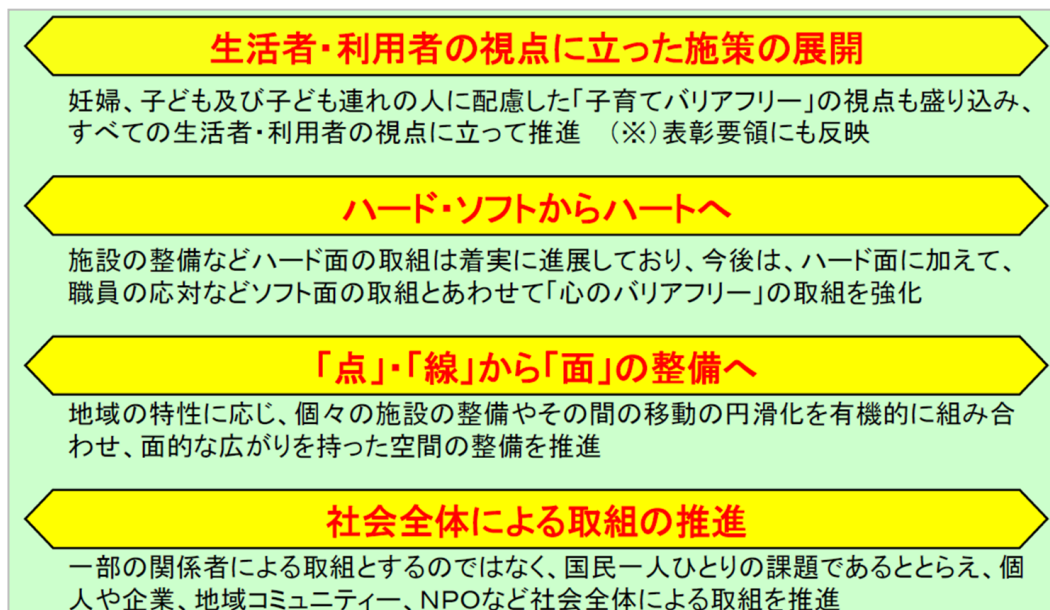 生活者・利用者の視点に立った施策の展開
妊婦、子ども及び子ども連れの人に配慮した「子育てバリアフリー」の視点も盛り込み、
すべての生活者・利用者の視点に立って推進　（※）表彰要領にも反映
ハード・ソフトからハートへ
施設の整備などハード面の取組は着実に進展しており、今後は、ハード面に加えて、
職員の応対などソフト面の取組とあわせて「心のバリアフリー」の取組を強化
「点」・「線」から「面」の整備へ
地域の特性に応じ、個々の施設の整備やその間の移動の円滑化を有機的に組み合
わせ、面的な広がりを持った空間の整備を推進
社会全体による取組の推進
一部の関係者による取組とするのではなく、国民一人ひとりの課題であるととらえ、個
人や企業、地域コミュニティー、NPOなど社会全体による取組を推進